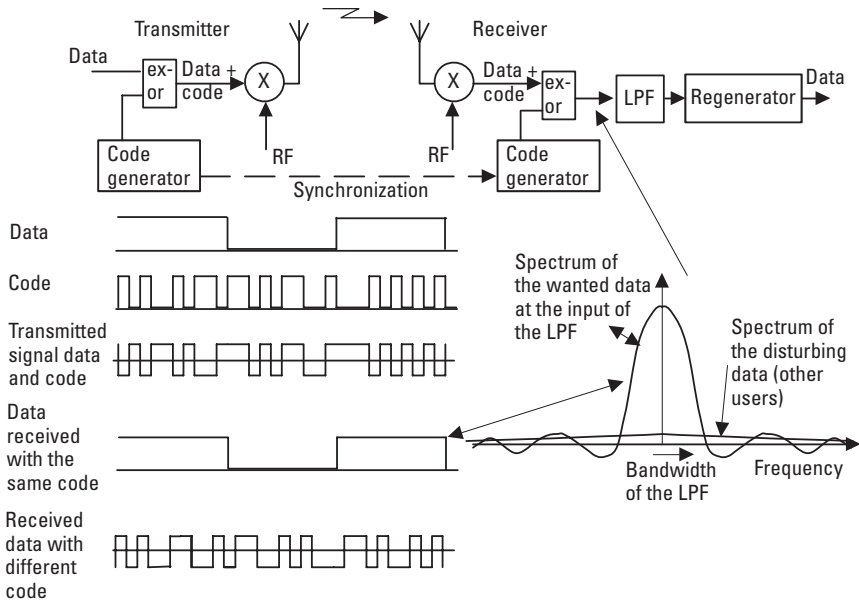 Transmitter
Receiver
Data
ex-
or
Data +
code
X
RF
Code
generator
Synchronization
X
RF
Data +
code
ex-
or
Code
generator
LPF
Regenerator
Data
Data
Code
Transmitted
signal data
and code
Data
received
with the
same code
Received
data with
different
code
Spectrum of
the wanted data
at the input of
the LPF
Spectrum of
the disturbing
data (other
users)
Bandwidth
of the LPF
Frequency